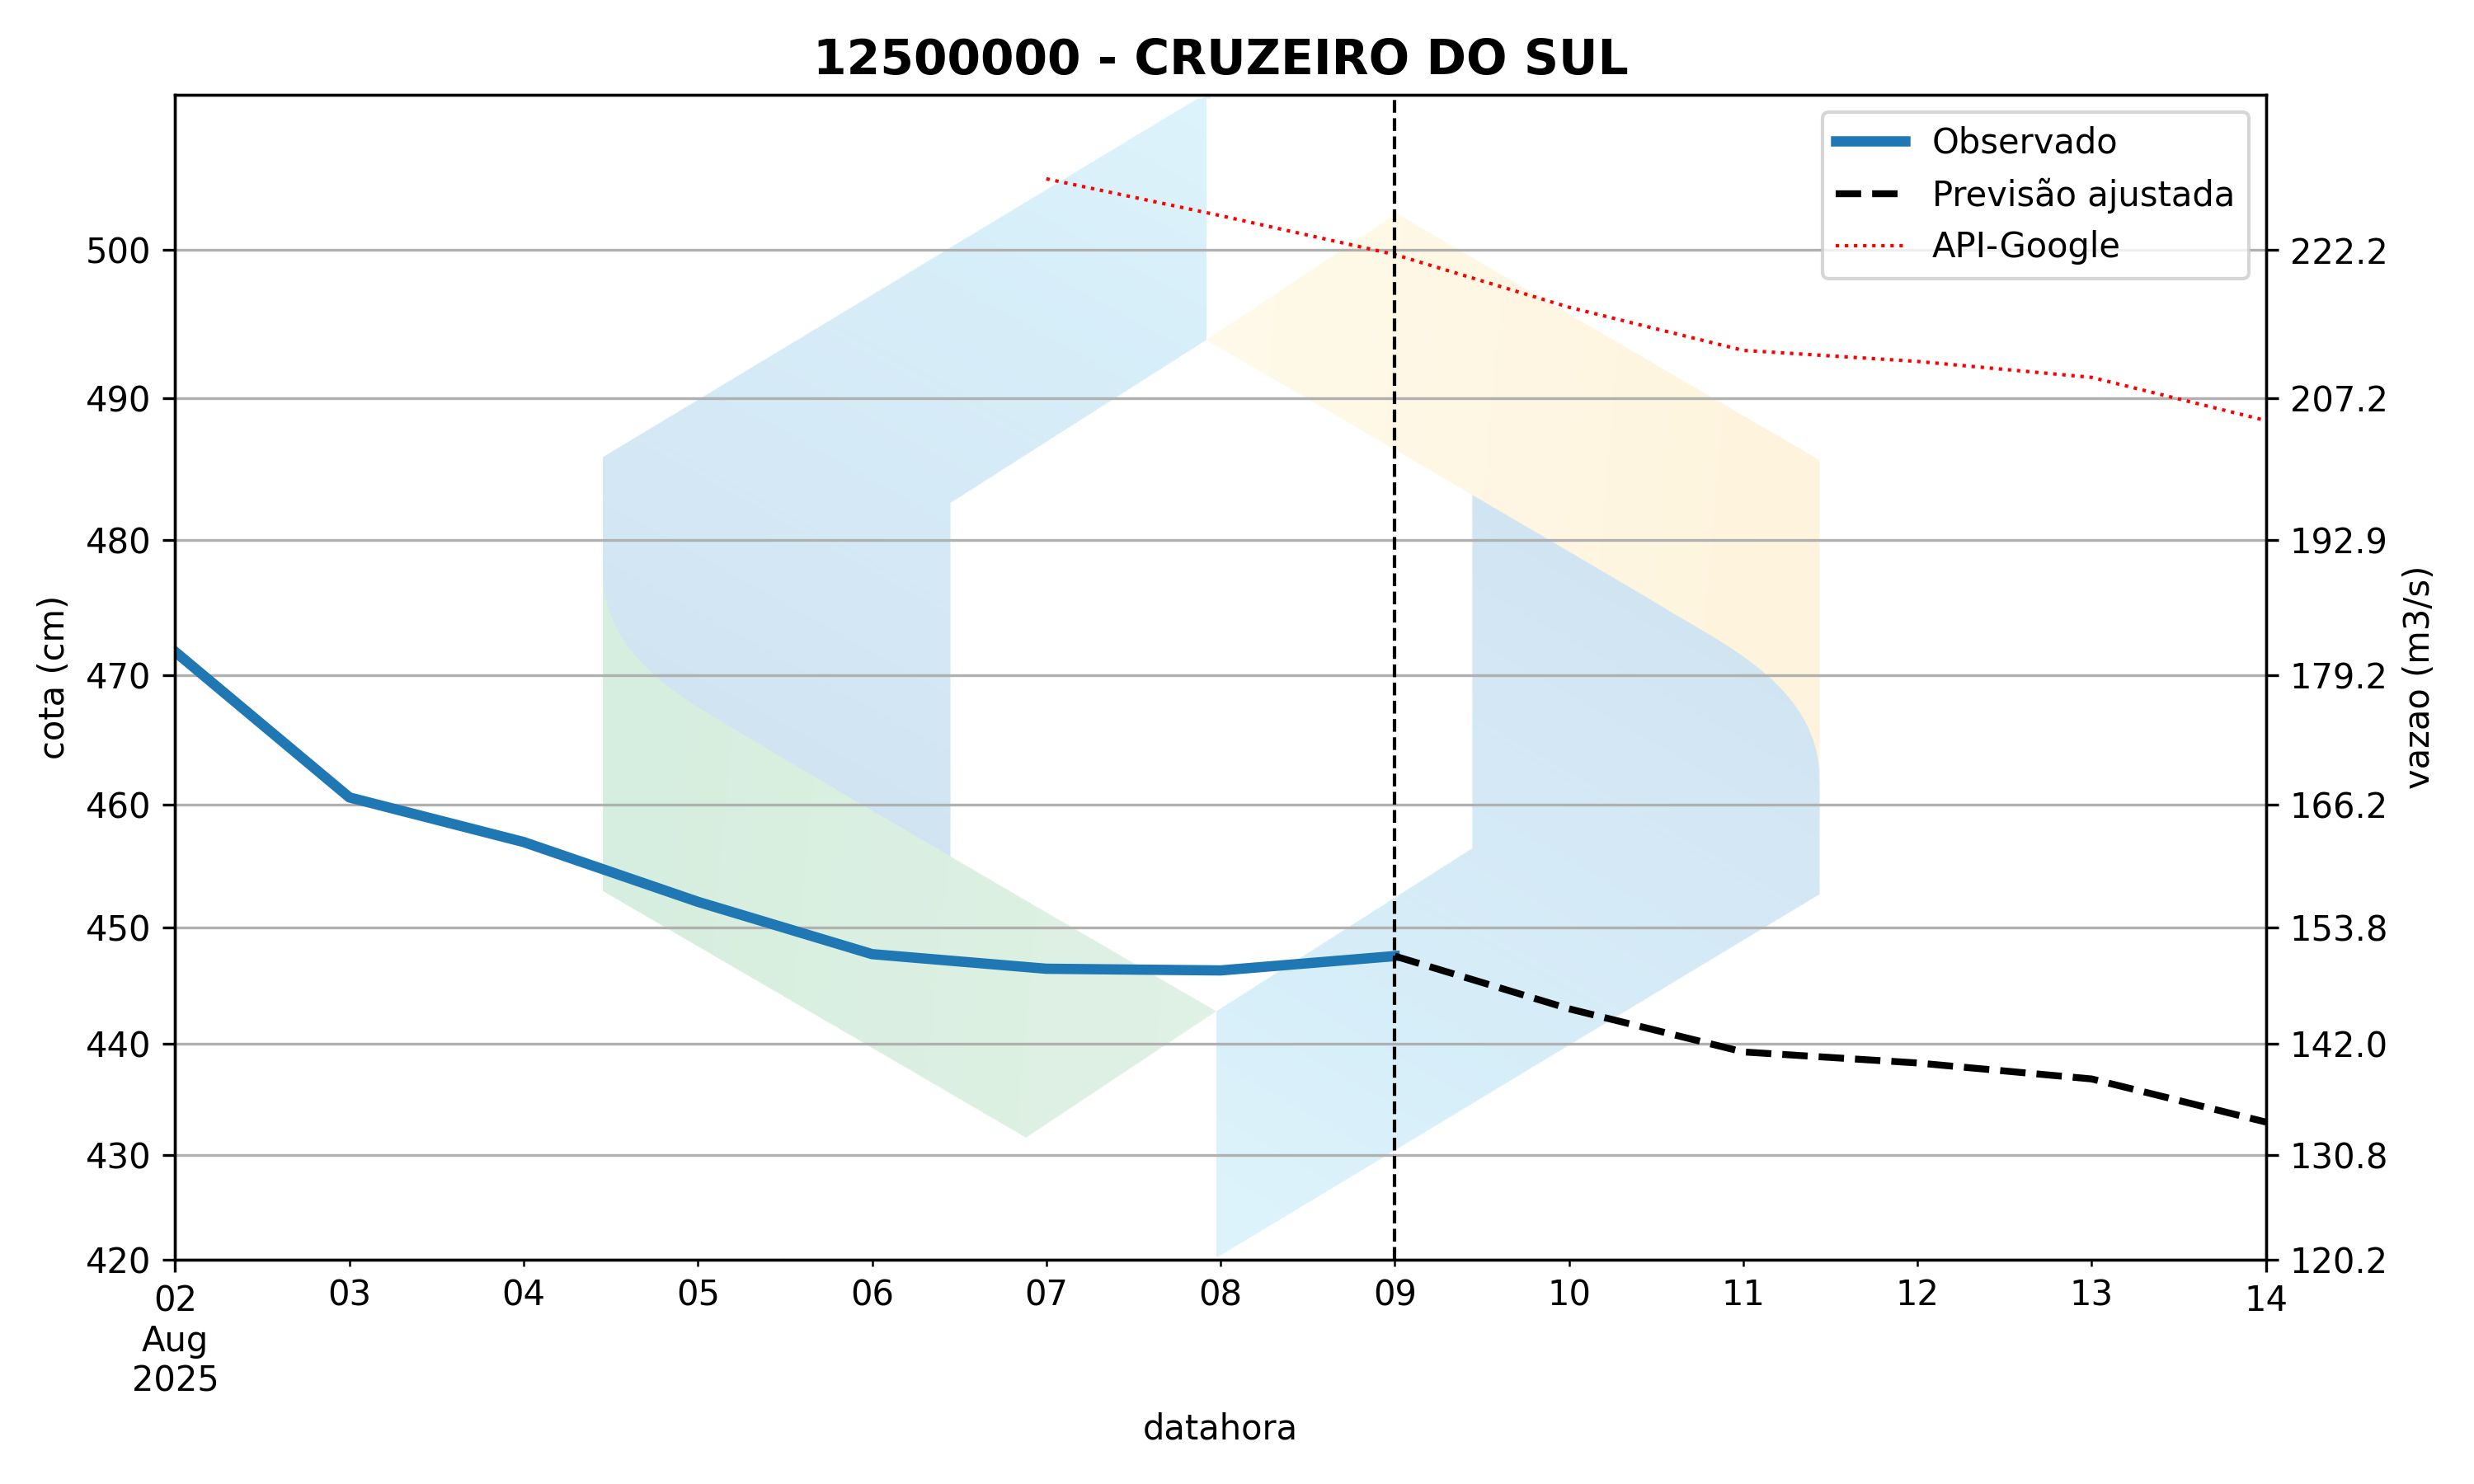 12500000 - CRUZEIRO DO SUL
Observado
Previsão ajustada
API-Google
500
490
480
470
460
450
440
430
420
cota (cm)
222.2
207.2
192.9
179.2
166.2
153.8
142.0
130.8
120.2
vazao (m3/s)
02 03 04 05 06 07 08 09 10 11 12 13 14
Aug
2025
datahora